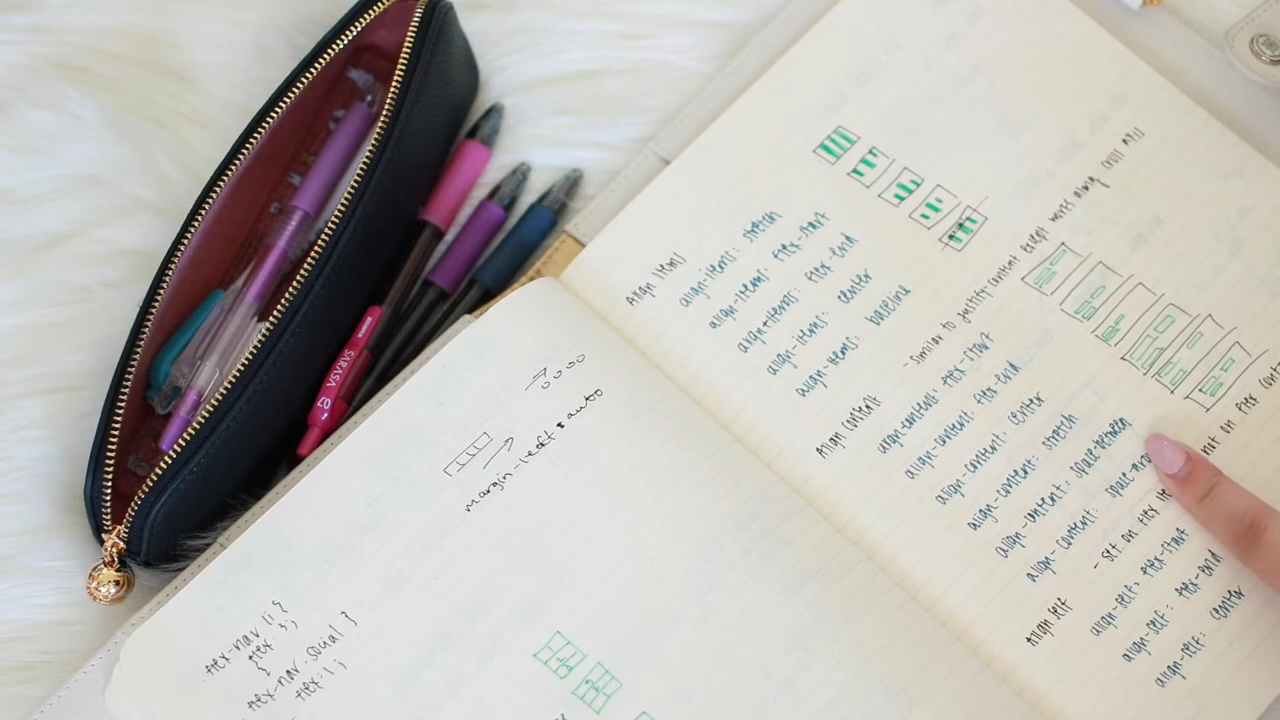 margin-left: auto
.flex-nav li {
flex: 3;
}
.flex-nav .social {
flex: 1;
SARASA
Align Items
align-items: stretch
align-items: flex-start
align-items: flex-end
align-items: center
align-items: baseline
Align Content
-similar to justify-content except moves along cross axis
align-content: flex-start
align-content: flex-end
align-content: center
align-content: stretch
align-content: space-between
align-content:
Align Self
- set on flex not on flex
align-self: flex-start
align-self: flex-end
align-self: center